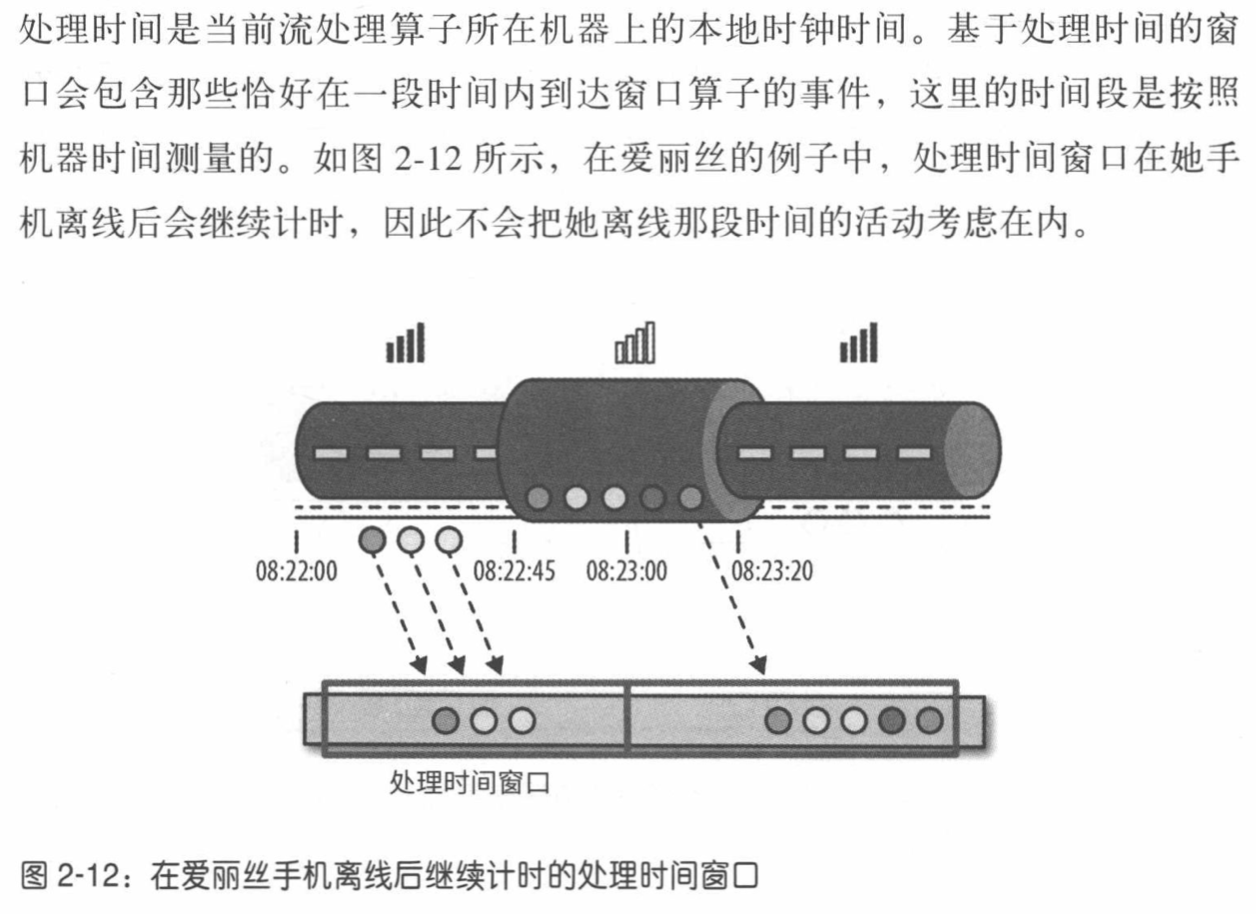 处理时间是当前流处理算子所在机器上的本地时钟时间。基于处理时间的窗
口会包含那些恰好在一段时间内到达窗口算子的事件，这里的时间段是按照
机器时间测量的。如图 2-12 所示，在爱丽丝的例子中，处理时间窗口在她手
机离线后会继续计时，因此不会把她离线那段时间的活动考虑在内。
08:22:00 08:22:45 08:23:00 08:23:20
处理时间窗口
图 2-12：在爱丽丝手机离线后继续计时的处理时间窗口